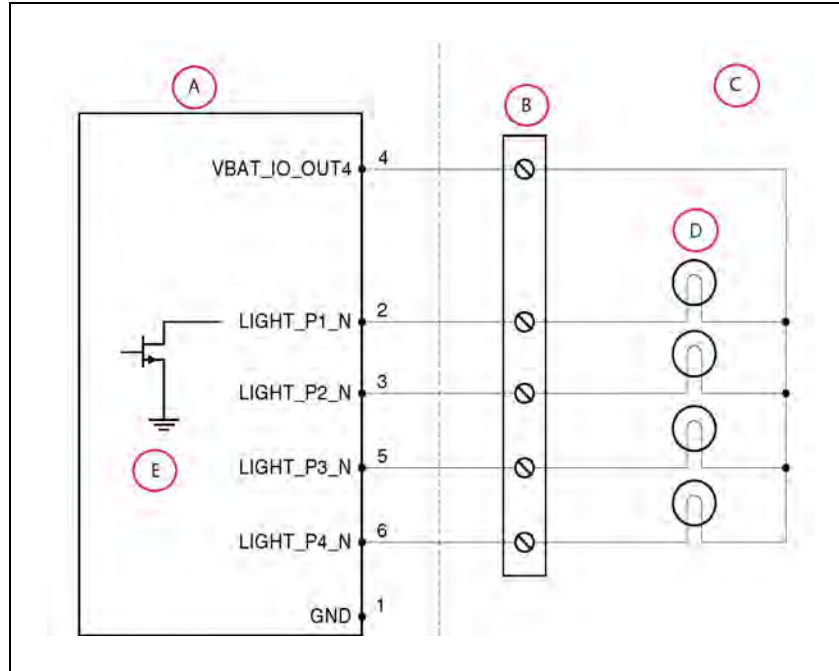 A
B
C
VBAT_IO_OUT4 4
D
LIGHT_P1_N 2
LIGHT_P2_N 3
E
LIGHT_P3_N 5
LIGHT_P4_N 6
GND 1